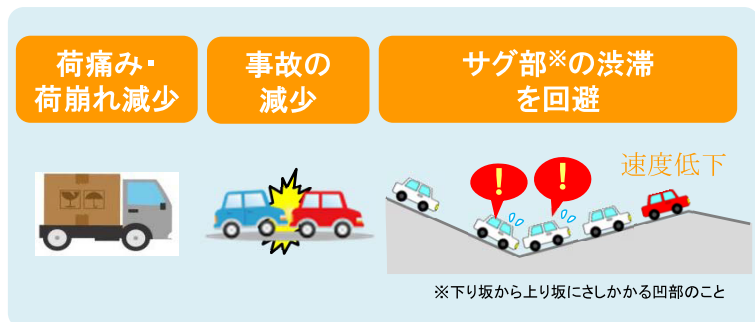 荷痛み・
荷崩れ減少
事故の
減少
サグ部※の渋滞
を回避
速度低下
!
!
※下り坂から上り坂にさしかかる凹部のこと